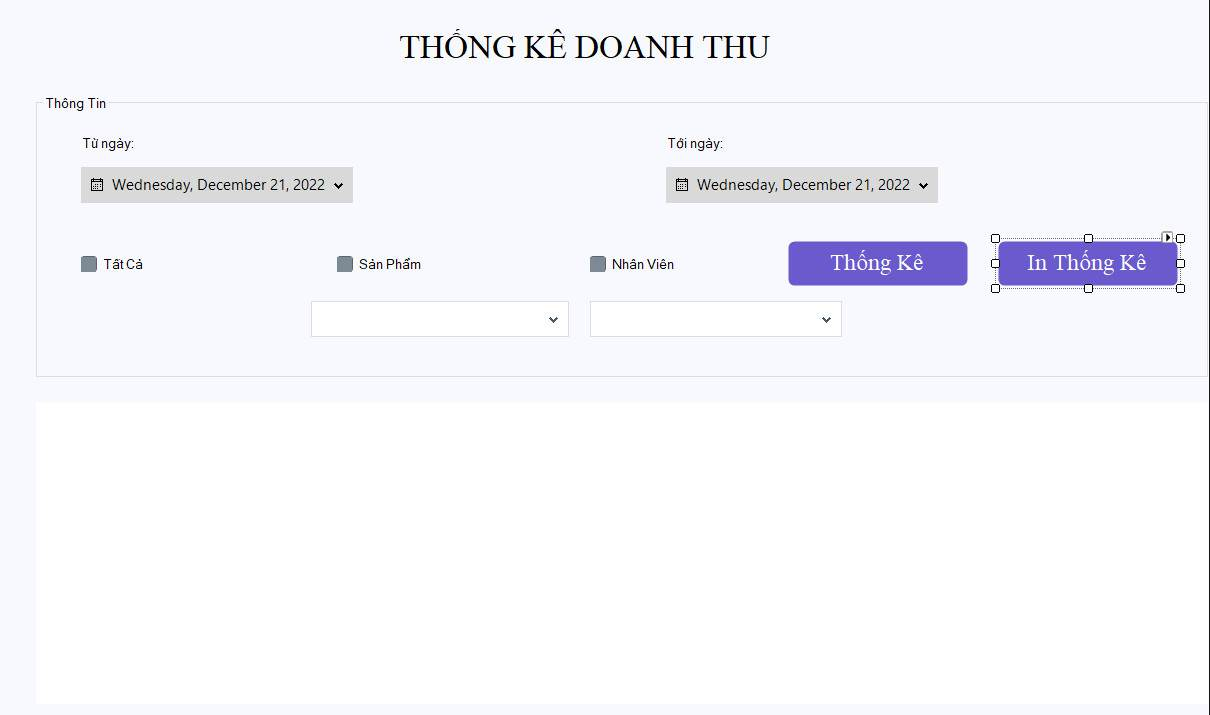 THỐNG KÊ DOANH THU
Thông Tin
Từ ngày:
Tới ngày:
Wednesday, December 21, 2022
Wednesday, December 21, 2022
Tất Cả
Sản Phẩm
Nhân Viên
Thống Kê
In Thống Kê